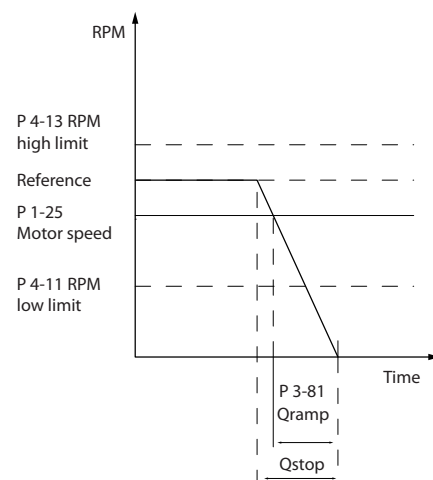 RPM
P 4-13 RPM
high limit
Reference
P 1-25
Motor speed
P 4-11 RPM
low limit
Time
P 3-81
Qramp
Qstop